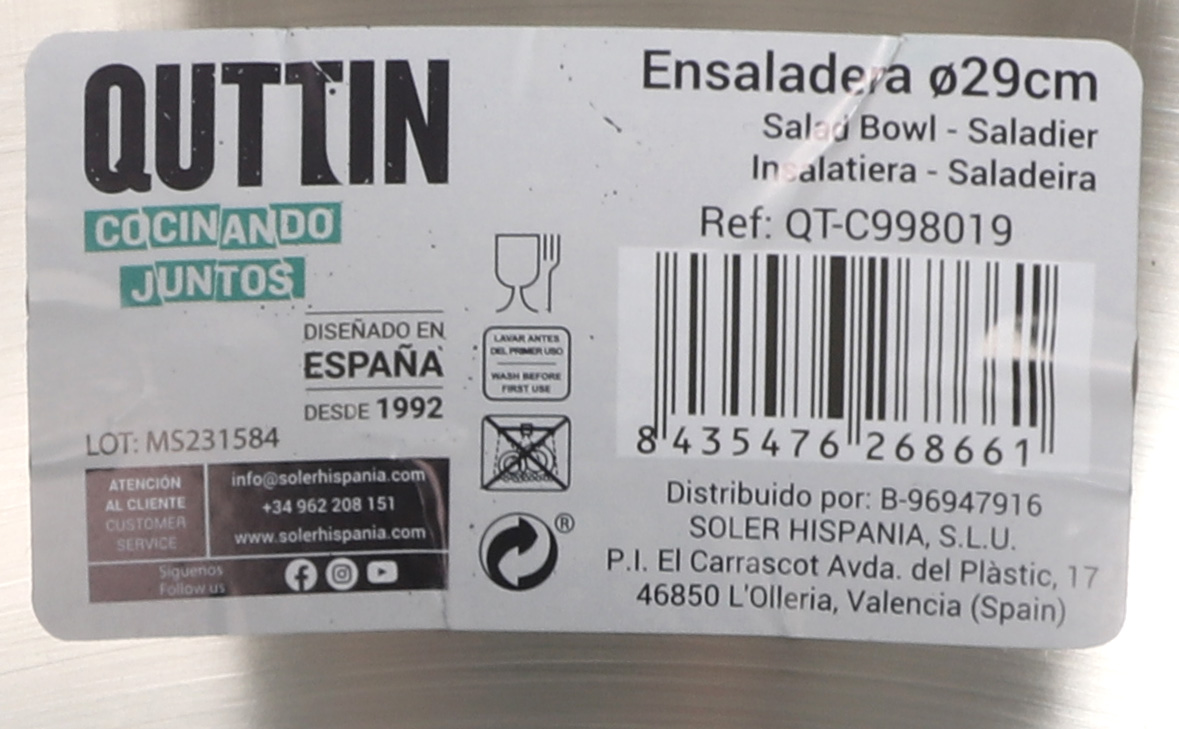 QUTTIN
COCINANDO
JUNTOS
DISEÑADO EN
ESPAÑA
DESDE 1992
LOT: MS231584
ATENCIÓN
AL CLIENTE
CUSTOMER
SERVICE
info@solerhispania.com
+34 962 208 151
www.solerhispania.com
Síguenos
Follow us
LAVAR ANTES
DEL PRIMER USO
WASH BEFORE
FIRST USE
®
Ensaladera ø29cm
Salad Bowl - Saladier
Insalatiera - Saladeira
Ref: QT-C998019
8 435476 268661
Distribuido por: B-96947916
SOLER HISPANIA, S.L.U.
P.I. El Carrascot Avda. del Plàstic, 17
46850 L'Olleria, Valencia (Spain)